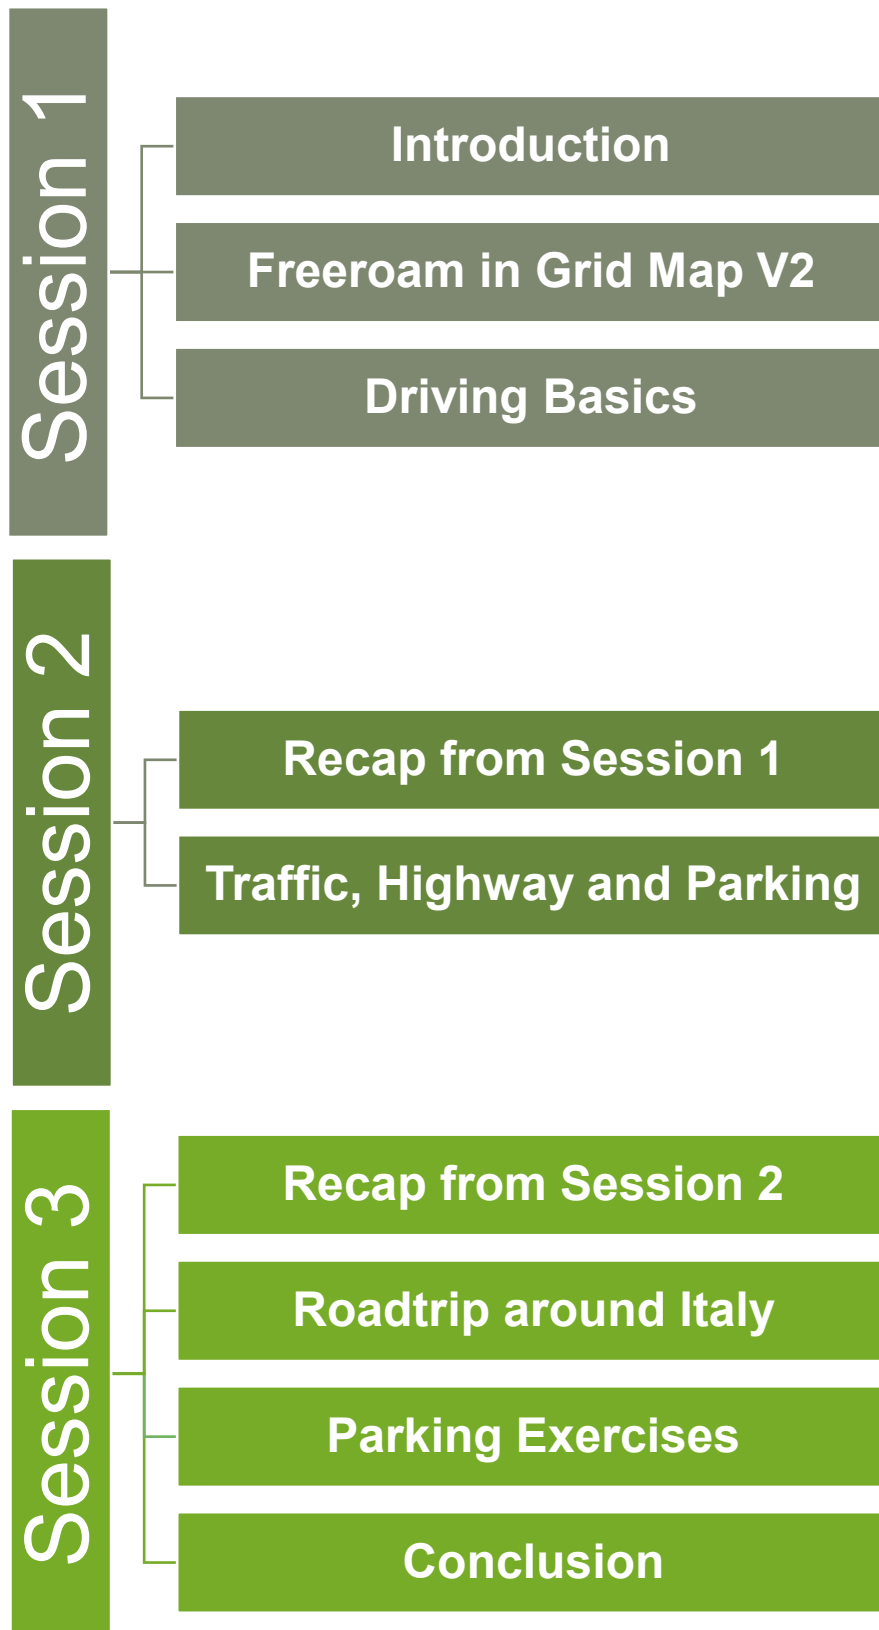 Session 1
Introduction
Freeroam in Grid Map V2
Driving Basics
Session 2
Recap from Session 1
Traffic, Highway and Parking
Session 3
Recap from Session 2
Roadtrip around Italy
Parking Exercises
Conclusion